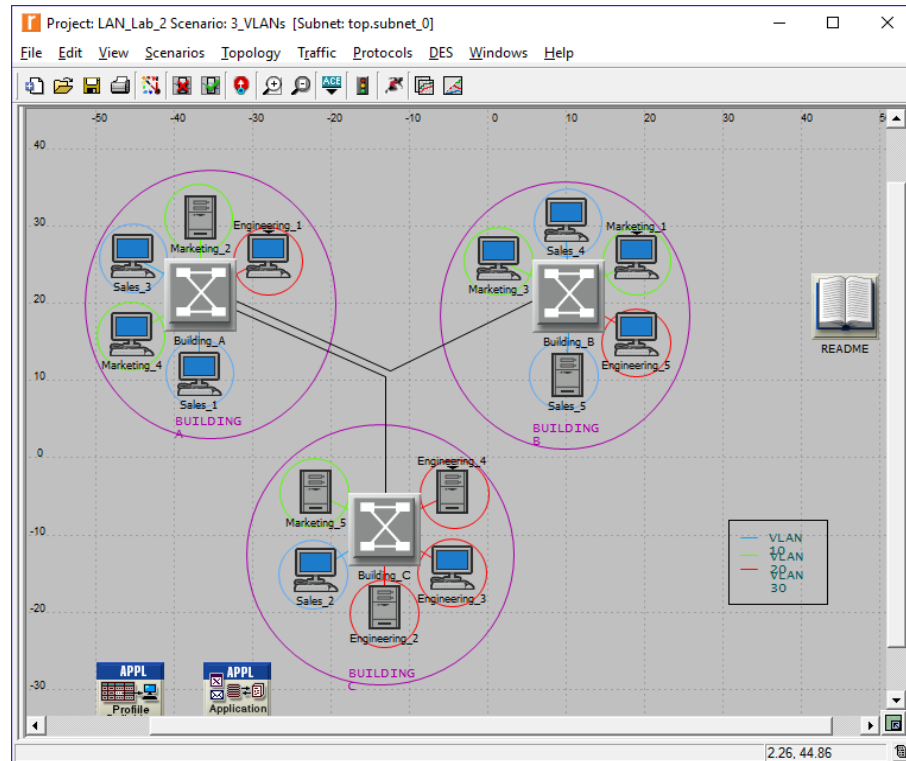 Project: LAN_Lab_2 Scenario: 3_VLANs [Subnet: top.subnet_0]
File Edit View Scenarios Topology Traffic Protocols DES Windows Help
ACE
-50 -40 -30 -20 -10 0 10 20 30 40
40
30
20
10
0
-10
-20
-30
Marketing_2
Engineering_1
Sales_3
Building_A
Marketing_4
Sales_1
BUILDING
A
Sales_4
Marketing_1
Marketing_3
Building_B
Engineering_5
Sales_5
BUILDING
B
README
Engineering_4
Marketing_5
Building_C
Sales_2
Engineering_3
Engineering_2
BUILDING
C
VLAN
10
VLAN
20
VLAN
30
APPL
Profile
APPL
Application
2.26, 44.86